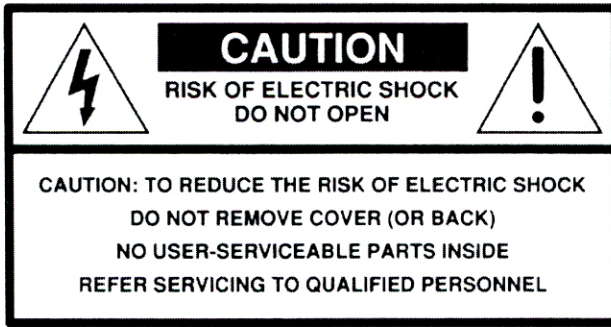 CAUTION
RISK OF ELECTRIC SHOCK
DO NOT OPEN
CAUTION: TO REDUCE THE RISK OF ELECTRIC SHOCK
DO NOT REMOVE COVER (OR BACK)
NO USER-SERVICEABLE PARTS INSIDE
REFER SERVICING TO QUALIFIED PERSONNEL